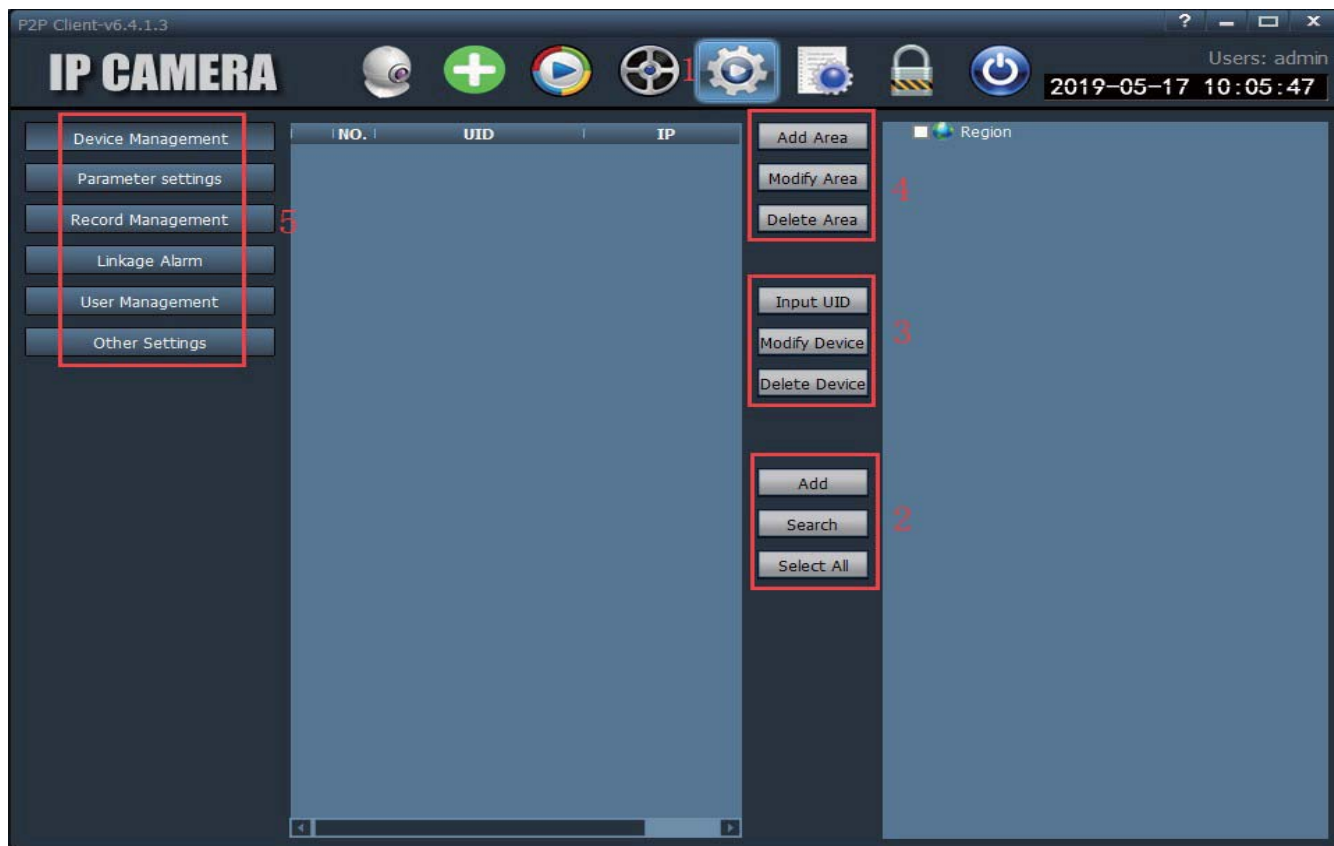 P2P Client-v6.4.1.3
IP CAMERA
1
Users: admin
2019-05-17 10:05:47
Device Management
Parameter settings
Record Management
Linkage Alarm
User Management
Other Settings
5
NO. UID IP
Add Area
Modify Area
Delete Area
4
Input UID
Modify Device
Delete Device
3
Add
Search
Select All
2
Region